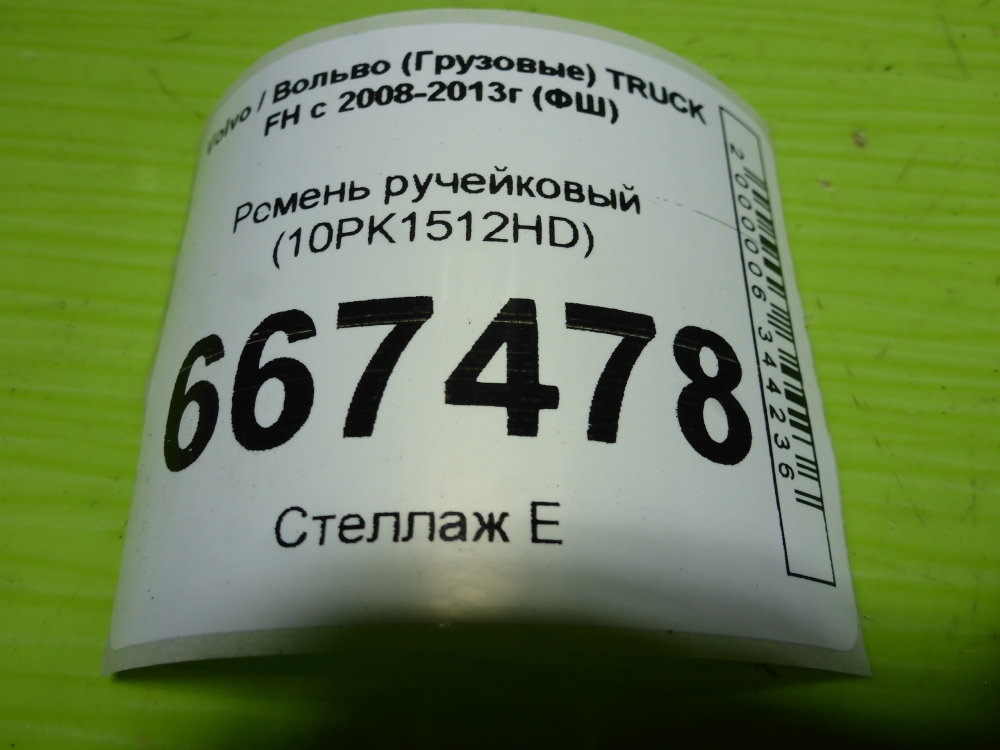 Volvo / Вольво (Грузовые) TRUCK
FH с 2008-2013г (ФШ)
Ремень ручейковый
(10PK1512HD)
667478
Стеллаж Е
2000006344236